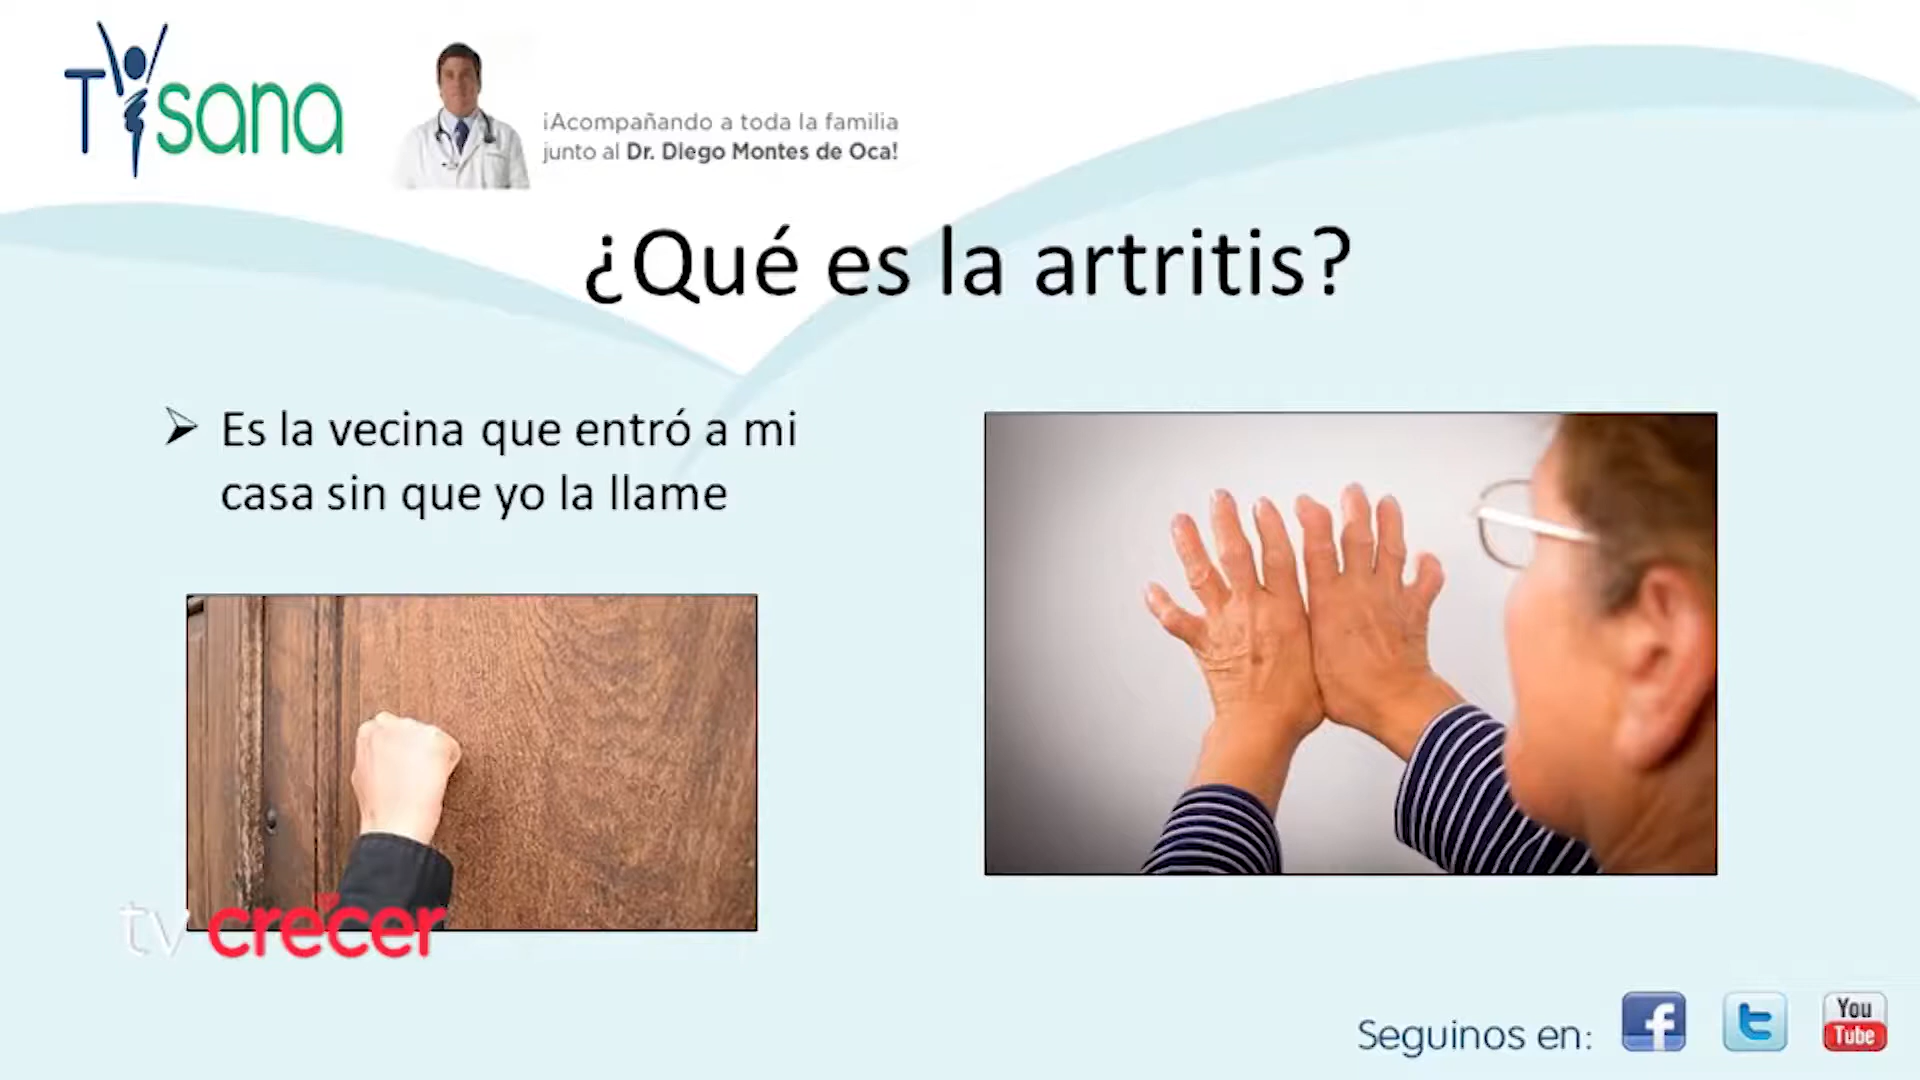 Tysana
¡Acompañando a toda la familia
junto al Dr. Diego Montes de Oca!
¿Qué es la artritis?
Es la vecina que entró a mi
casa sin que yo la llame
tv crecer
Seguinos en:
You
Tube